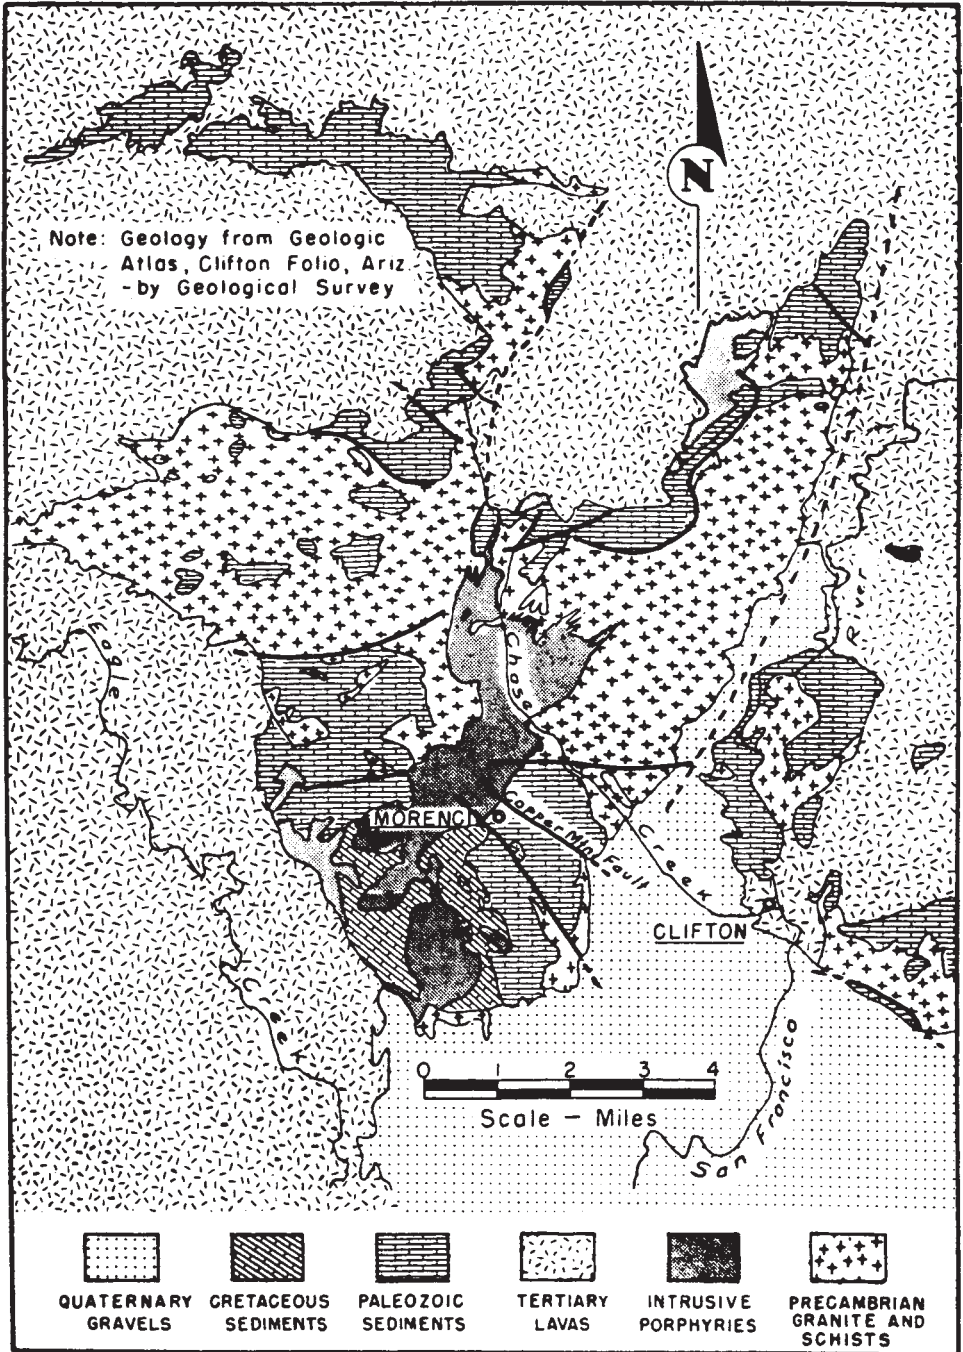 N
Note: Geology from Geologic
Atlas, Clifton Folio, Ariz.
- by Geological Survey
River
Eagle
Chase
MORENCI
Copper Mtn Fault
Creek
CLIFTON
Creek
0 1 2 3 4
Scale — Miles
San Francisco
QUATERNARY
GRAVELS
CRETACEOUS
SEDIMENTS
PALEOZOIC
SEDIMENTS
TERTIARY
LAVAS
INTRUSIVE
PORPHYRIES
PRECAMBRIAN
GRANITE AND
SCHISTS